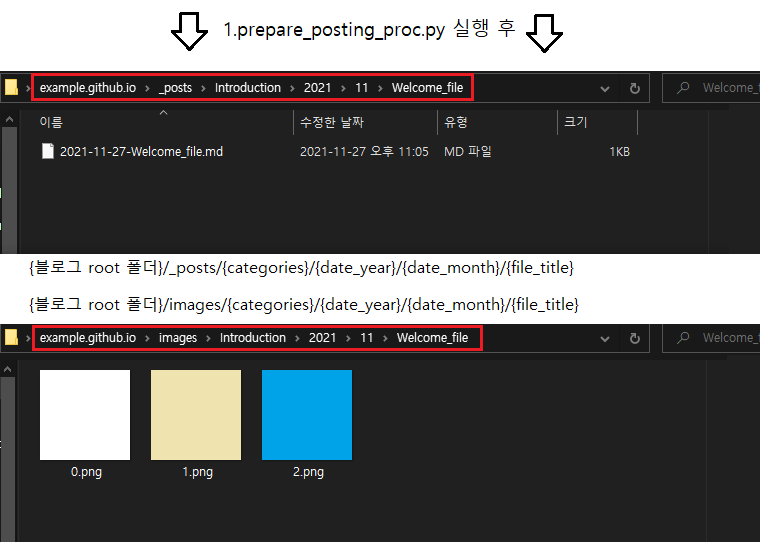 1.prepare_posting_proc.py 실행 후
example.github.io > _posts > Introduction > 2021 > 11 > Welcome_file
Welcome_f
이름 수정한 날짜 유형 크기
2021-11-27-Welcome_file.md 2021-11-27 오후 11:05 MD 파일 1KB
{블로그 root 폴더}/_posts/{categories}/{date_year}/{date_month}/{file_title}
{블로그 root 폴더}/images/{categories}/{date_year}/{date_month}/{file_title}
example.github.io > images > Introduction > 2021 > 11 > Welcome_file
Welcome_f
0.png 1.png 2.png